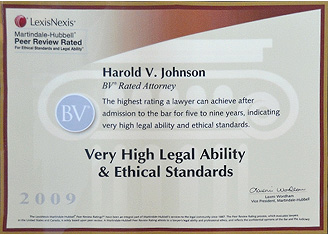 LexisNexis®
Martindale-Hubbell®
Peer Review Rated
For Ethical Standards and Legal Ability™
Harold V. Johnson
BV® Rated Attorney
The highest rating a lawyer can achieve after
admission to the bar for five to nine years, indicating
very high legal ability and ethical standards.
BV®
Very High Legal Ability
& Ethical Standards
2009
Vice President, Martindale-Hubbell